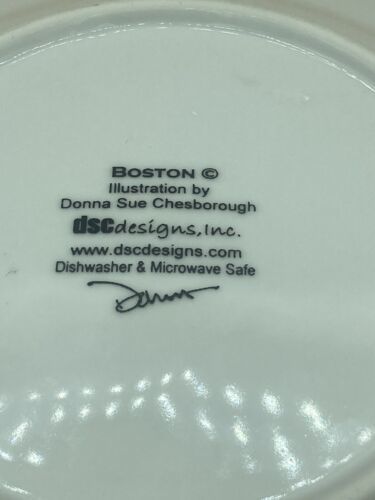 BOSTON ©
Illustration by
Donna Sue Chesborough
dscdesigns, Inc.
www.dscdesigns.com
Dishwasher & Microwave Safe
Donna